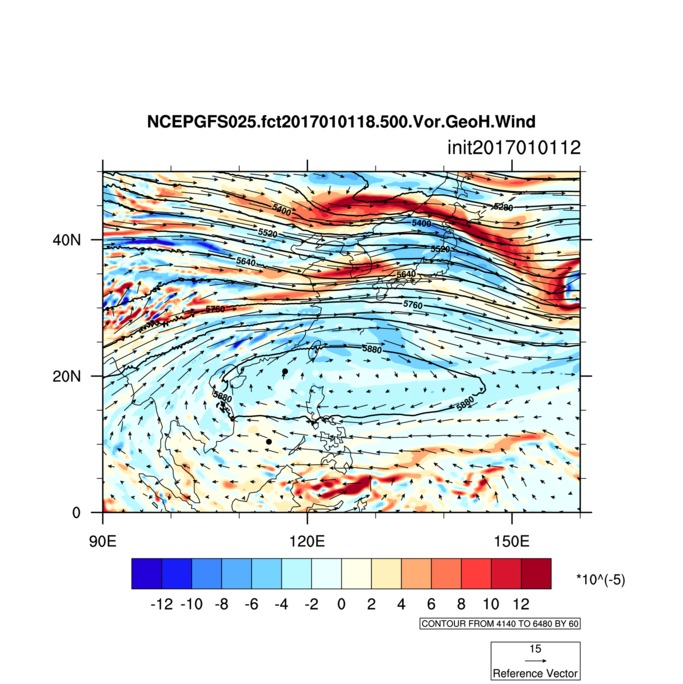 NCEPGFS025.fct2017010118.500.Vor.GeoH.Wind
init2017010112
5400
5280
5400
5520
5520
5640
5640
5760
5760
5880
5880
5880
40N
20N
0
90E 120E 150E
-12 -10 -8 -6 -4 -2 0 2 4 6 8 10 12
*10^(-5)
CONTOUR FROM 4140 TO 6480 BY 60
15
Reference Vector